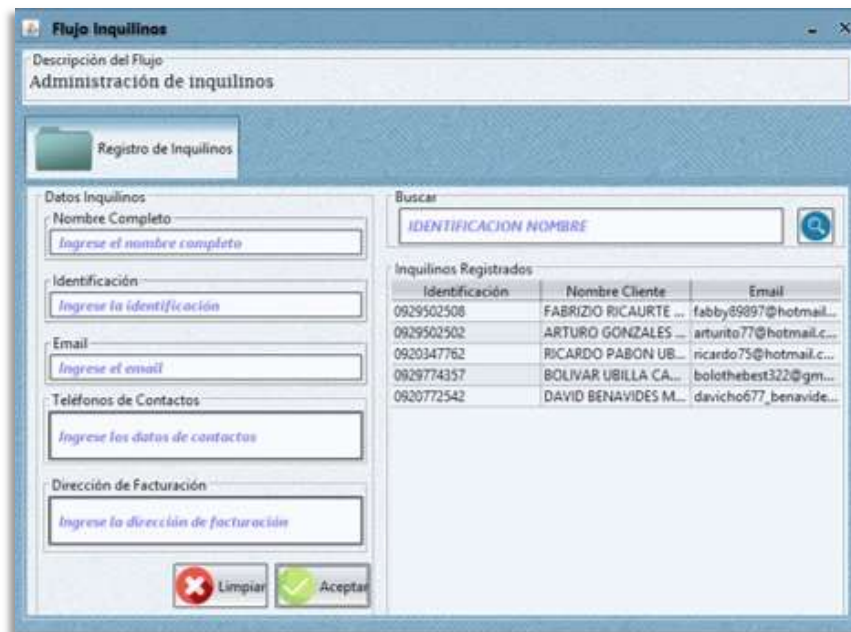 Flujo Inquilinos
Descripción del Flujo
Administración de inquilinos
Registro de Inquilinos
Datos Inquilinos
Nombre Completo
Ingrese el nombre completo
Identificación
Ingrese la identificación
Email
Ingrese el email
Teléfonos de Contactos
Ingrese los datos de contactos
Dirección de Facturación
Ingrese la dirección de facturación
Limpiar Aceptar
Buscar
IDENTIFICACION NOMBRE
Inquilinos Registrados
Identificación Nombre Cliente Email
0929502508 FABRIZIO RICAURTE ... fabby89897@hotmail...
0929502502 ARTURO GONZALES ... arturito77@hotmail.c...
0920347762 RICARDO PABON UB... ricardo75@hotmail.c...
0929774357 BOLIVAR UBILLA CA... bolothebest322@gm...
0920772542 DAVID BENAVIDES M... davicho677_benavide...